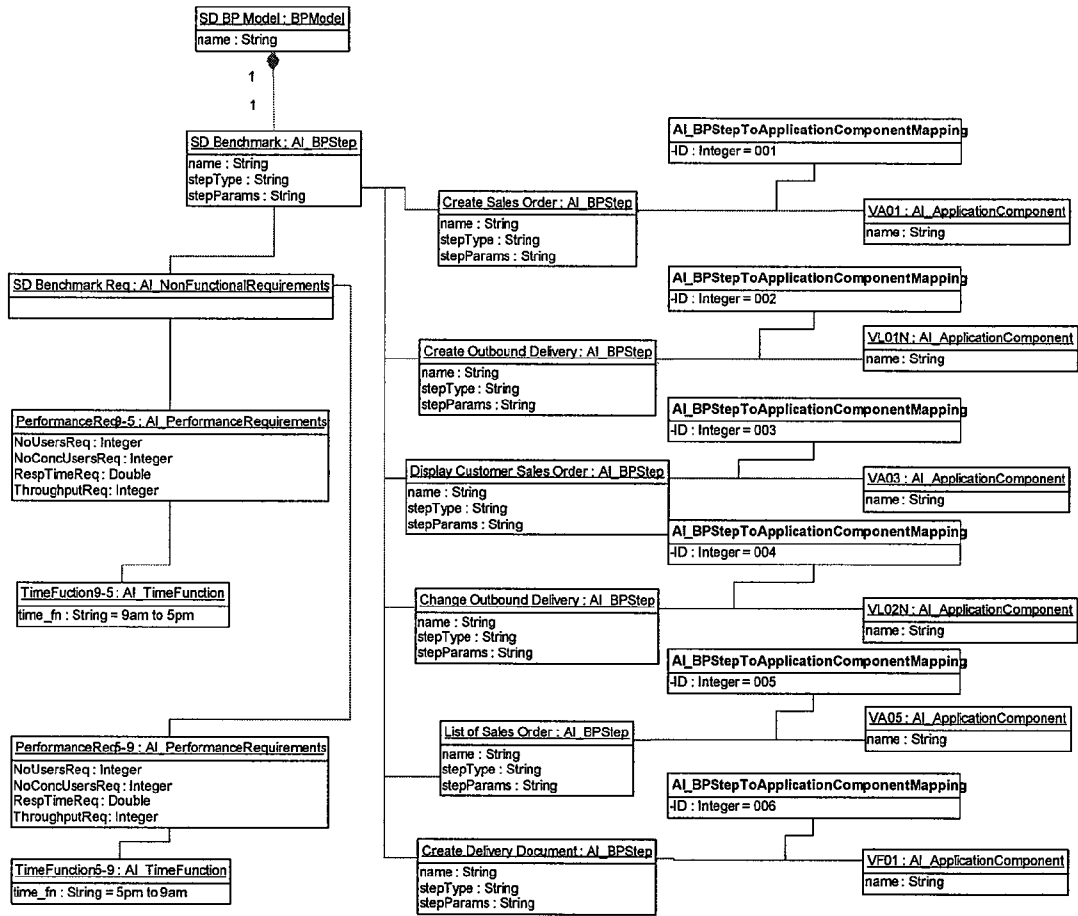 SD BP Model : BPModel
name : String
1
1
SD Benchmark : AI_BPStep
name : String
stepType : String
stepParams : String
SD Benchmark Req : AI_NonFunctionalRequirements
PerformanceReq9-5 : AI_PerformanceRequirements
NoUsersReq : Integer
NoConcUsersReq : Integer
RespTimeReq : Double
ThroughputReq : Integer
TimeFuction9-5 : AI_TimeFunction
time_fn : String = 9am to 5pm
PerformanceReq5-9 : AI_PerformanceRequirements
NoUsersReq : Integer
NoConcUsersReq : Integer
RespTimeReq : Double
ThroughputReq : Integer
TimeFunction5-9 : AI_TimeFunction
time_fn : String = 5pm to 9am
AI_BPStepToApplicationComponentMapping
-ID : Integer = 001
Create Sales Order : AI_BPStep
name : String
stepType : String
stepParams : String
VA01 : AI_ApplicationComponent
name : String
AI_BPStepToApplicationComponentMapping
-ID : Integer = 002
Create Outbound Delivery : AI_BPStep
name : String
stepType : String
stepParams : String
VL01N : AI_ApplicationComponent
name : String
AI_BPStepToApplicationComponentMapping
-ID : Integer = 003
Display Customer Sales Order : AI_BPStep
name : String
stepType : String
stepParams : String
VA03 : AI_ApplicationComponent
name : String
AI_BPStepToApplicationComponentMapping
-ID : Integer = 004
Change Outbound Delivery : AI_BPStep
name : String
stepType : String
stepParams : String
VL02N : AI_ApplicationComponent
name : String
AI_BPStepToApplicationComponentMapping
-ID : Integer = 005
List of Sales Order : AI_BPStep
name : String
stepType : String
stepParams : String
VA05 : AI_ApplicationComponent
name : String
AI_BPStepToApplicationComponentMapping
-ID : Integer = 006
Create Delivery Document : AI_BPStep
name : String
stepType : String
stepParams : String
VF01 : AI_ApplicationComponent
name : String